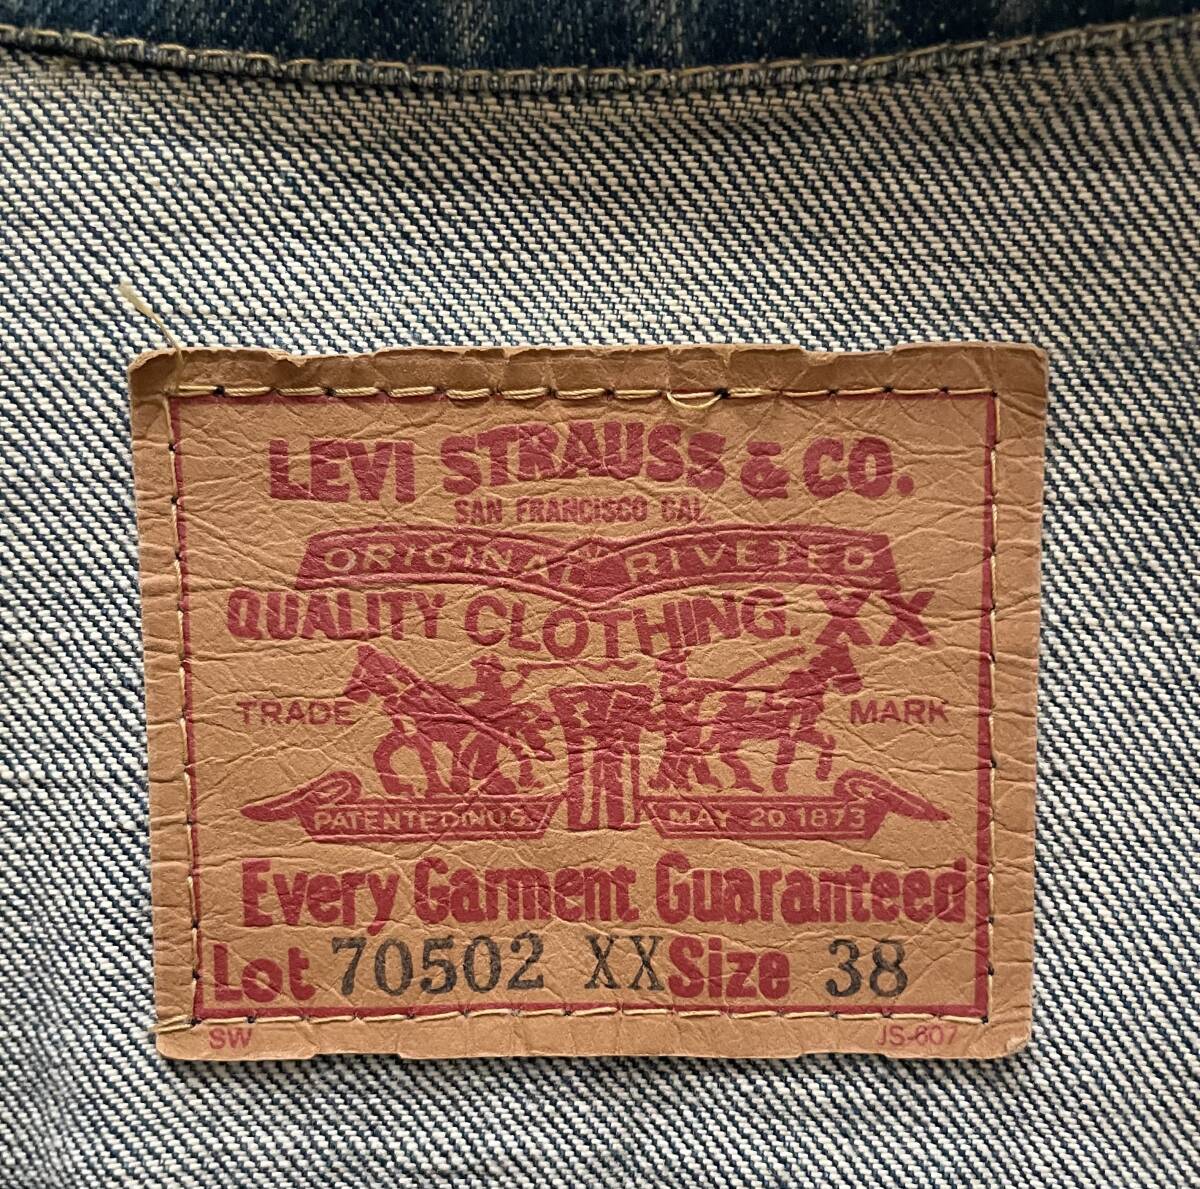 LEVI STRAUSS & CO.
SAN FRANCISCO CAL
ORIGINAL RIVETED
QUALITY CLOTHING. XX
TRADE MARK
PATENTED IN U.S. MAY 20 1873
Every Garment Guaranteed
Lot 70502 XX Size 38
SW JS-607